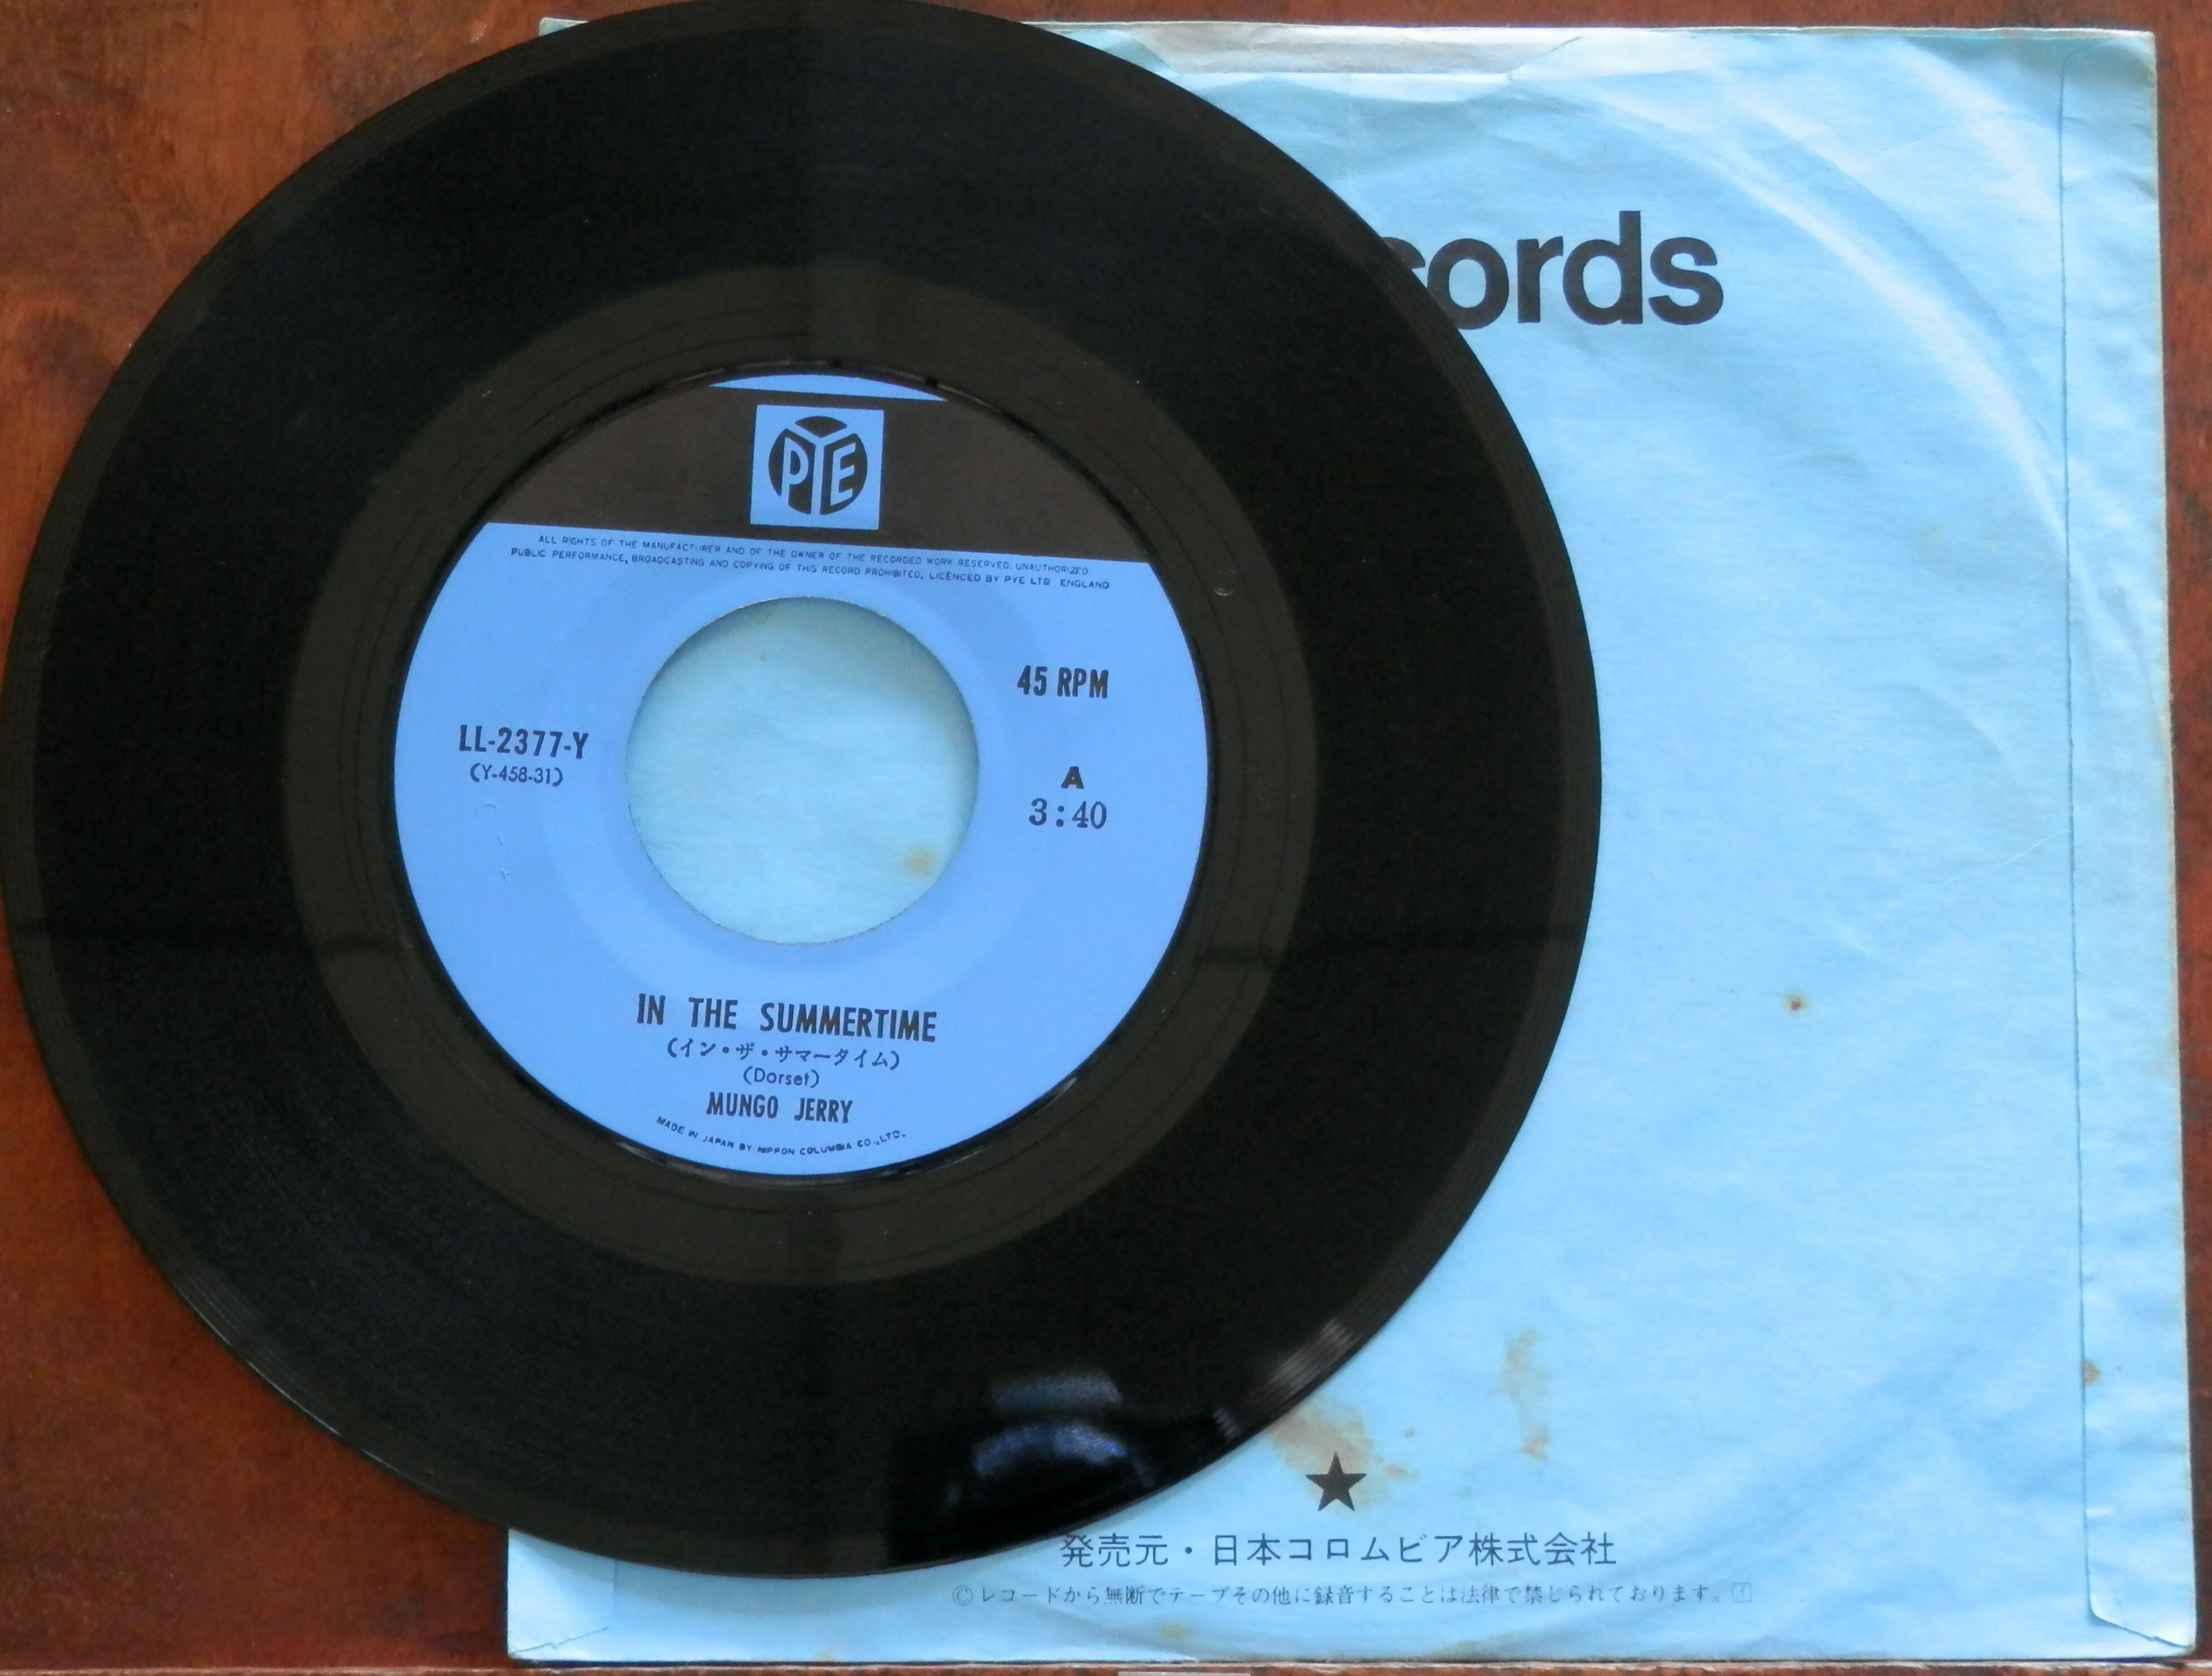 PYE
ALL RIGHTS OF THE MANUFACTURER AND OF THE OWNER OF THE RECORDED WORK RESERVED. UNAUTHORIZED
PUBLIC PERFORMANCE, BROADCASTING AND COPYING OF THIS RECORD PROHIBITED. LICENCED BY PYE LTD ENGLAND
45 RPM
LL-2377-Y
(Y-458-31)
A
3:40
IN THE SUMMERTIME
(イン・ザ・サマータイム)
(Dorset)
MUNGO JERRY
MADE IN JAPAN BY NIPPON COLUMBIA CO., LTD.
cords
★
発売元・日本コロムビア株式会社
Ⓒレコードから無断でテープその他に録音することは法律で禁じられております。